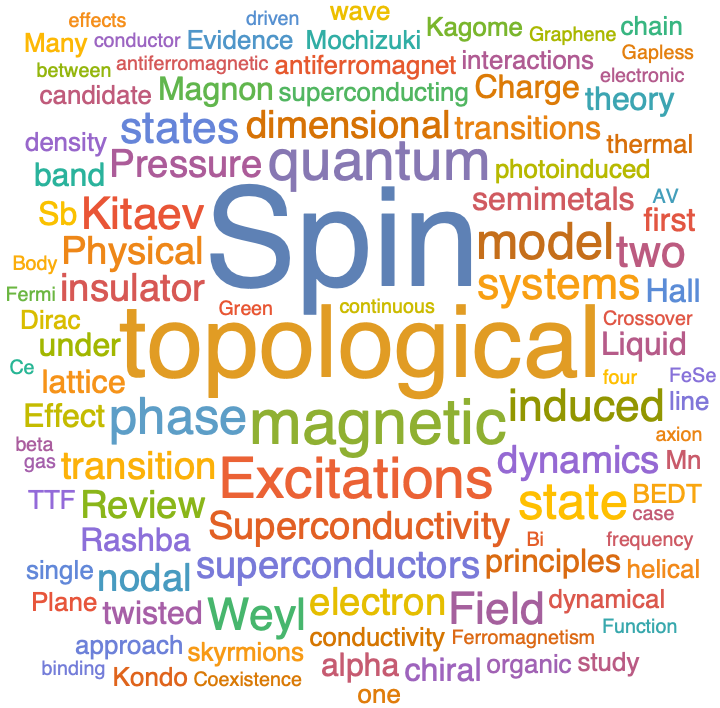 effects driven wave
Many conductor Evidence Mochizuki Kagome Graphene chain
between antiferromagnetic antiferromagnet interactions Gapless
candidate Magnon superconducting Charge electronic
theory
density states dimensional transitions thermal
band Pressure quantum photoinduced
Sb Kitaev Spin semimetals AV
first
Physical model two
Body
Fermi insulator systems Hall
Dirac Green continuous Crossover
under topological Liquid
Ce lattice four FeSe
Effect phase magnetic induced line
beta axion
gas transition Excitations dynamics Mn
TTF Review state BEDT
case
Rashba Superconductivity Bi frequency
single nodal superconductors principles helical
Plane twisted Weyl electron Field dynamical
approach skyrmions conductivity Ferromagnetism Function
binding Kondo Coexistence alpha chiral organic study
one